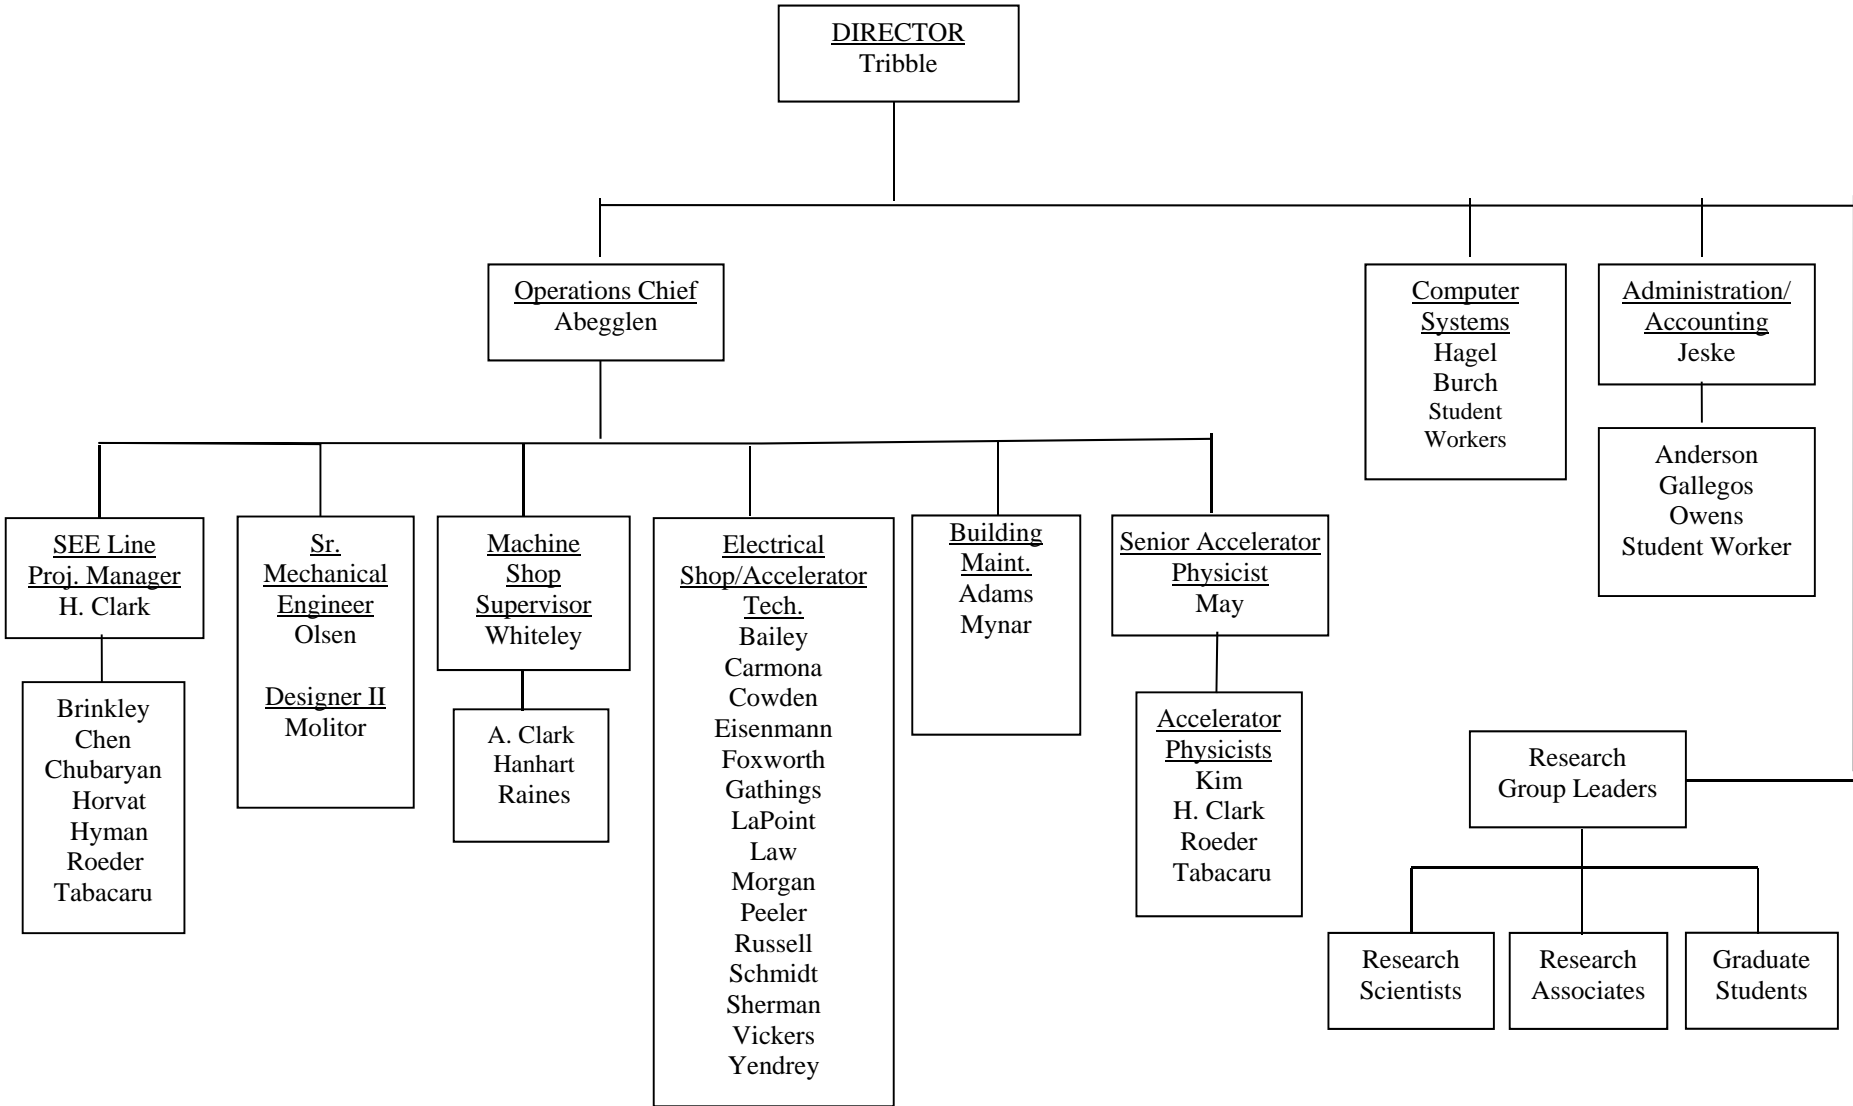 DIRECTOR
Tribble
Operations Chief
Abegglen
Computer
Systems
Hagel
Burch
Student
Workers
Administration/
Accounting
Jeske
Anderson
Gallegos
Owens
Student Worker
SEE Line
Proj. Manager
H. Clark
Brinkley
Chen
Chubaryan
Horvat
Hyman
Roeder
Tabacaru
Sr.
Mechanical
Engineer
Olsen
Designer II
Molitor
Machine
Shop
Supervisor
Whiteley
A. Clark
Hanhart
Raines
Electrical
Shop/Accelerator
Tech.
Bailey
Carmona
Cowden
Eisenmann
Foxworth
Gathings
LaPoint
Law
Morgan
Peeler
Russell
Schmidt
Sherman
Vickers
Yendrey
Building
Maint.
Adams
Mynar
Senior Accelerator
Physicist
May
Accelerator
Physicists
Kim
H. Clark
Roeder
Tabacaru
Research
Group Leaders
Research
Scientists
Research
Associates
Graduate
Students